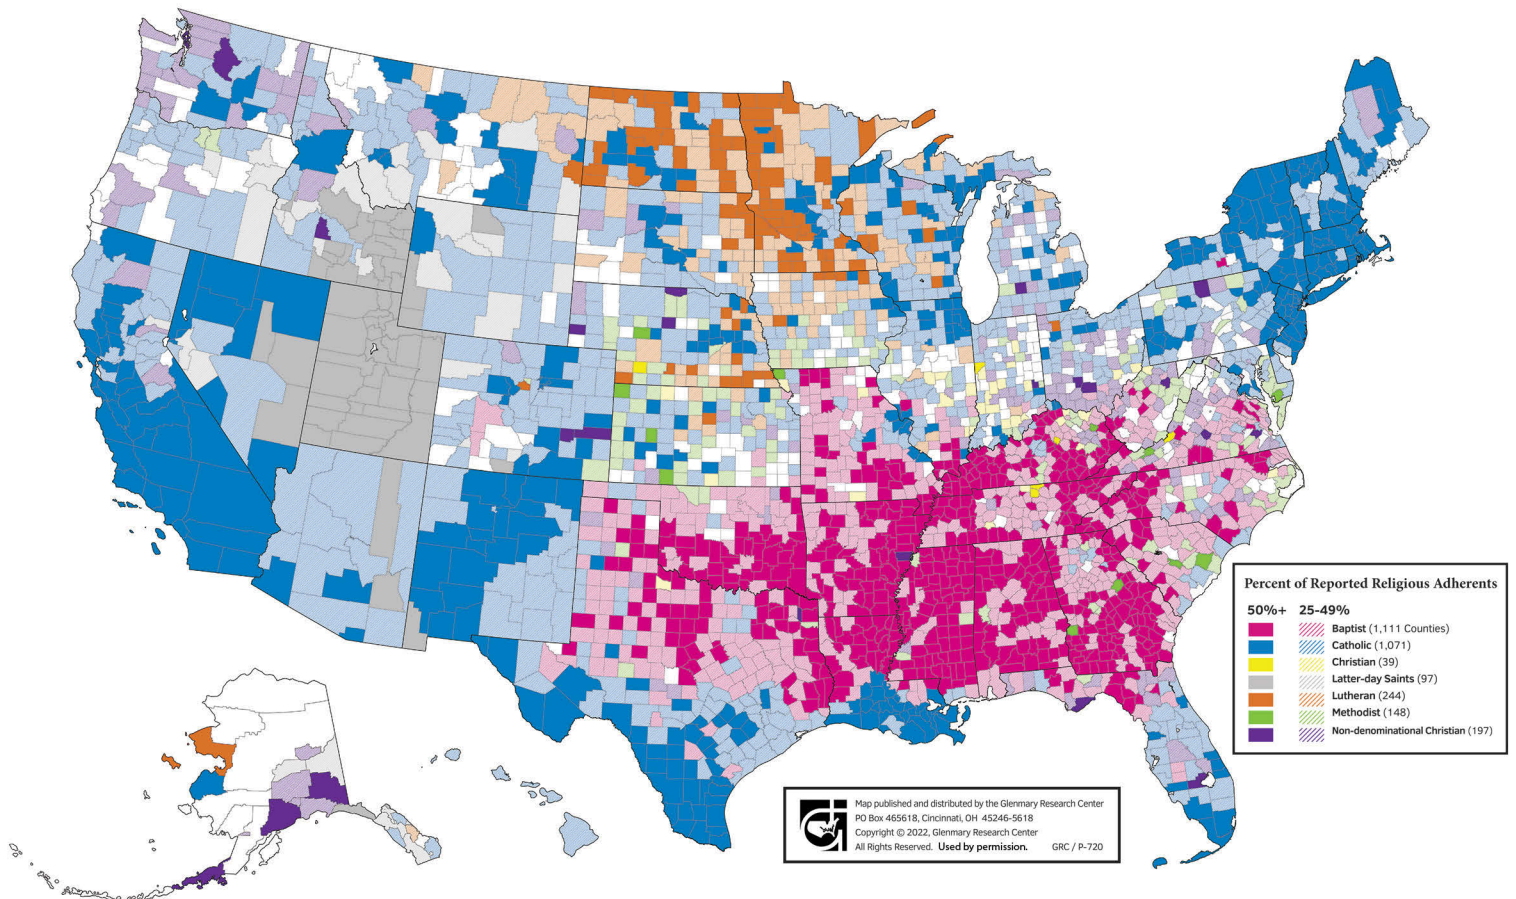 Percent of Reported Religious Adherents
50%+ 25-49%
Baptist (1,111 Counties)
Catholic (1,071)
Christian (39)
Latter-day Saints (97)
Lutheran (244)
Methodist (148)
Non-denominational Christian (197)
Map published and distributed by the Glenmary Research Center
PO Box 465618, Cincinnati, OH 45246-5618
Copyright © 2022, Glenmary Research Center
All Rights Reserved. Used by permission. GRC / P-720